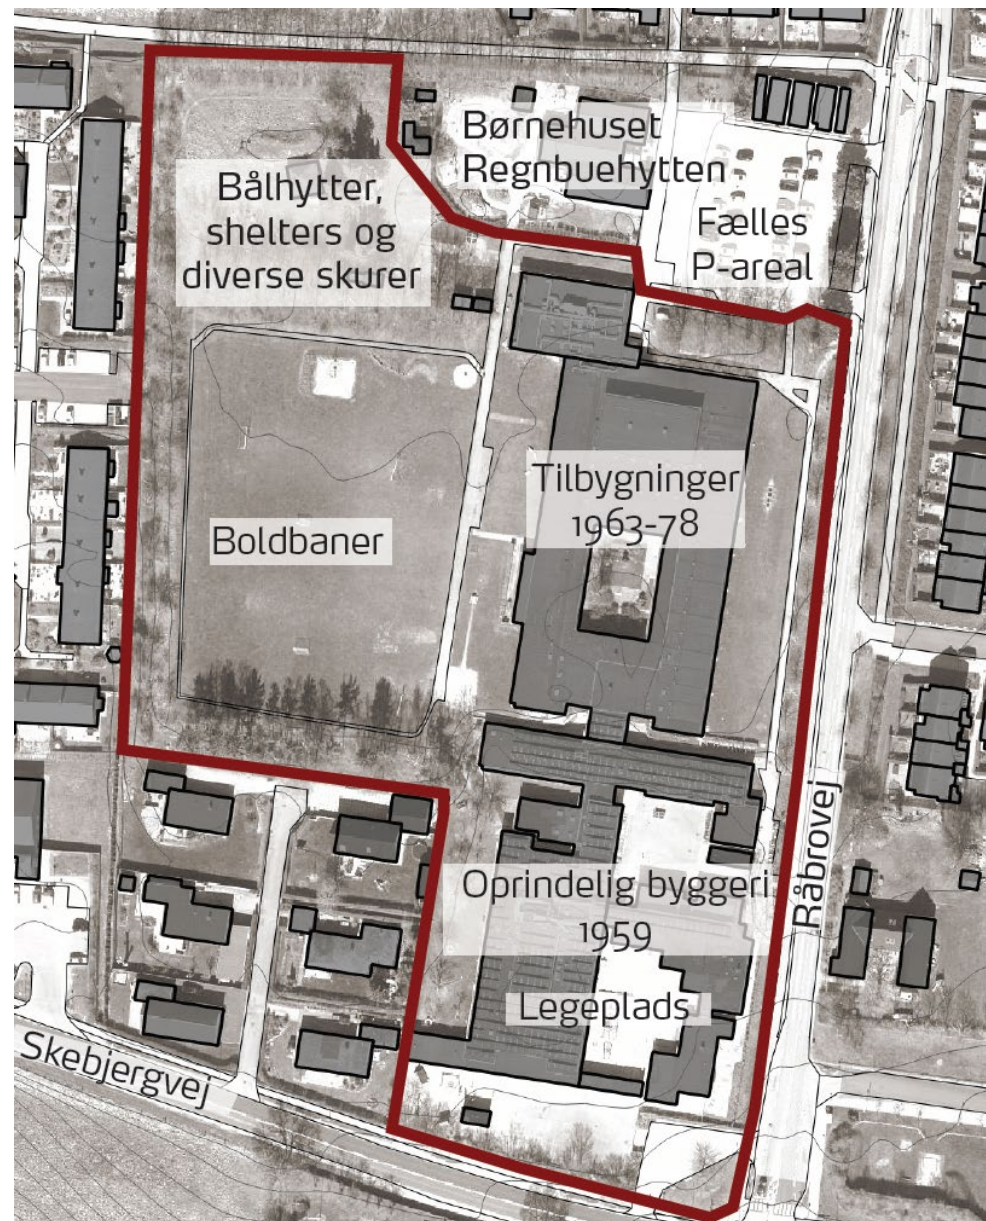 Børnehuset
Regnbuehytten
Bålhytter,
shelters og
diverse skurer
Fælles
P-areal
Tilbygninger
1963-78
Boldbaner
Oprindelig byggeri
1959
Legeplads
Råbrovej
Skebjergvej